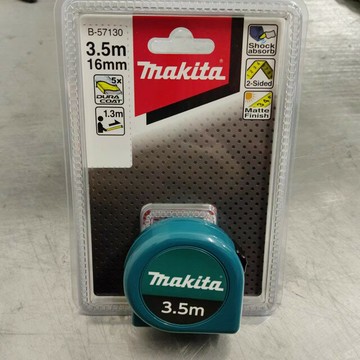 B-57130
3.5m
16mm
5x
DURA
COAT
1.3m
Makita
Shock
absorb
2-Sided
Matte
Finish
Makita
3.5m